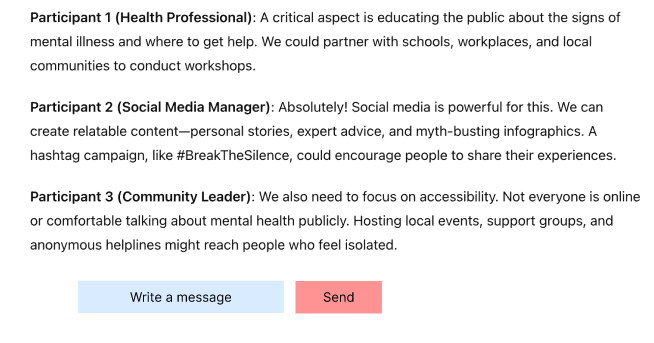 Participant 1 (Health Professional): A critical aspect is educating the public about the signs of
mental illness and where to get help. We could partner with schools, workplaces, and local
communities to conduct workshops.
Participant 2 (Social Media Manager): Absolutely! Social media is powerful for this. We can
create relatable content—personal stories, expert advice, and myth-busting infographics. A
hashtag campaign, like #BreakTheSilence, could encourage people to share their experiences.
Participant 3 (Community Leader): We also need to focus on accessibility. Not everyone is online
or comfortable talking about mental health publicly. Hosting local events, support groups, and
anonymous helplines might reach people who feel isolated.
Write a message
Send